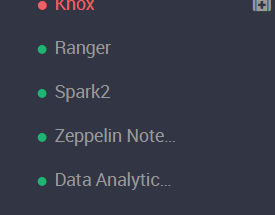 Knox
Ranger
Spark2
Zeppelin Note...
Data Analytic...